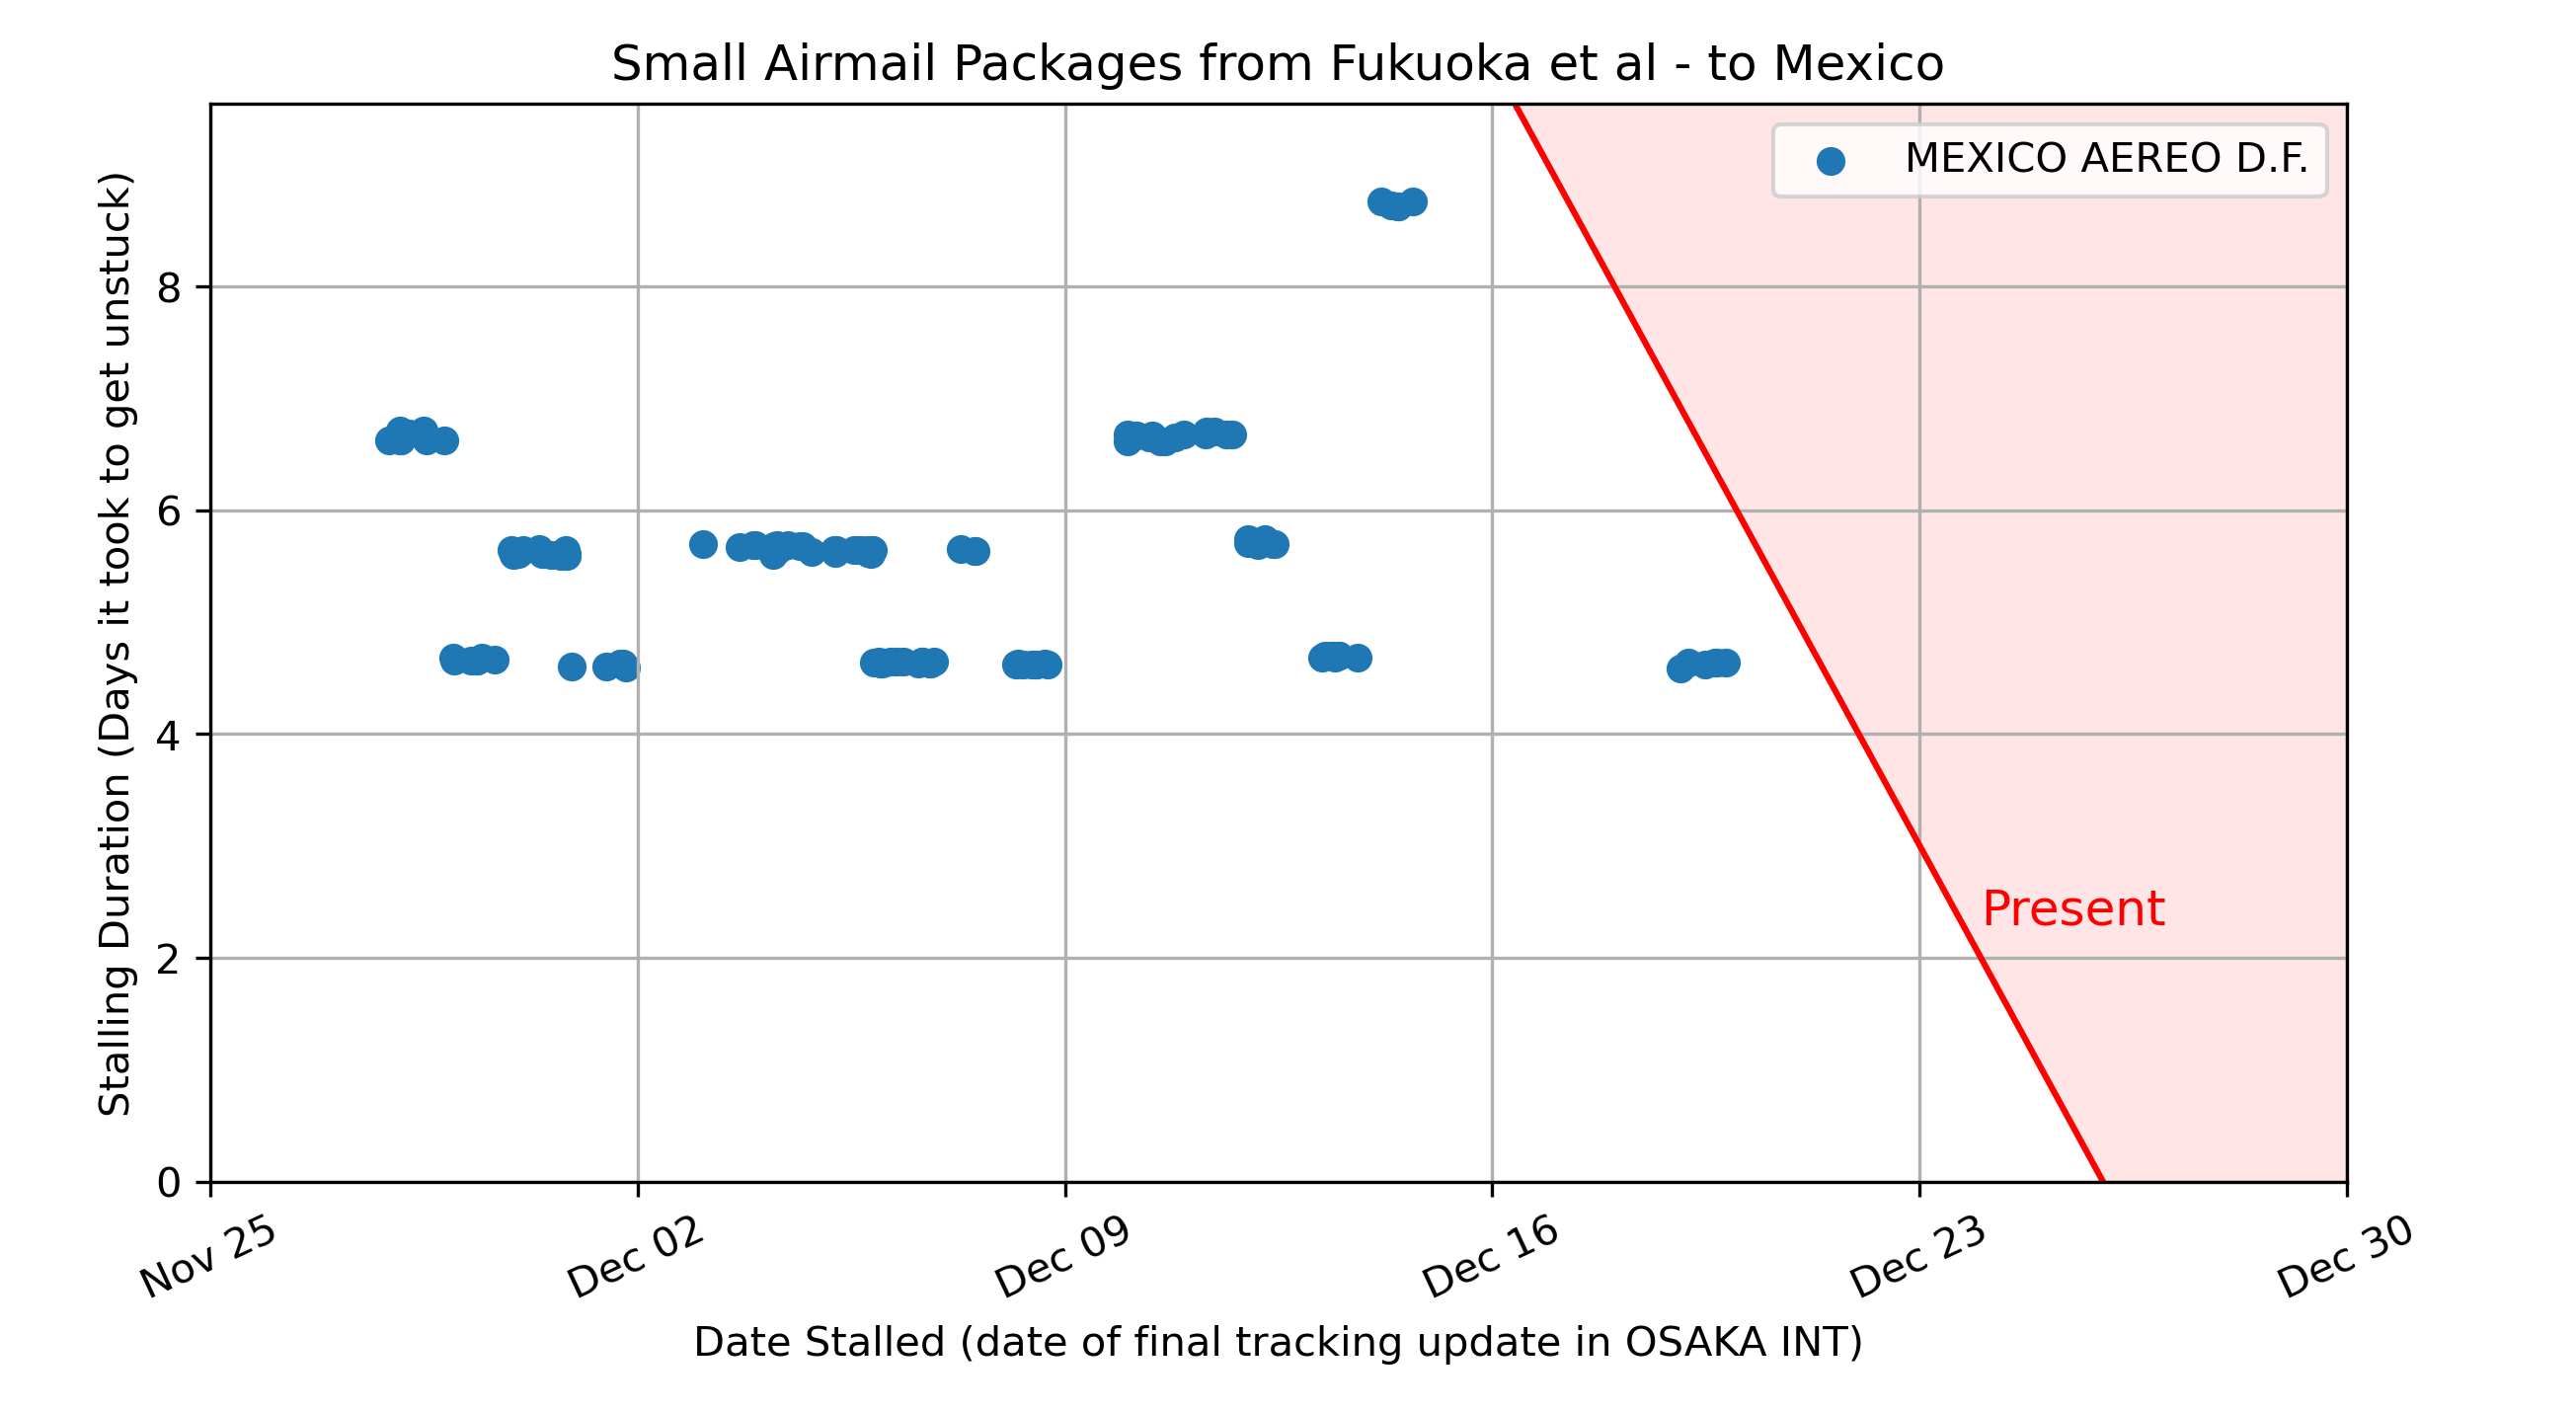 Small Airmail Packages from Fukuoka et al - to Mexico
MEXICO AEREO D.F.
Stalling Duration (Days it took to get unstuck)
8
6
4
2
0
Present
Nov 25
Dec 02
Dec 09
Dec 16
Dec 23
Dec 30
Date Stalled (date of final tracking update in OSAKA INT)